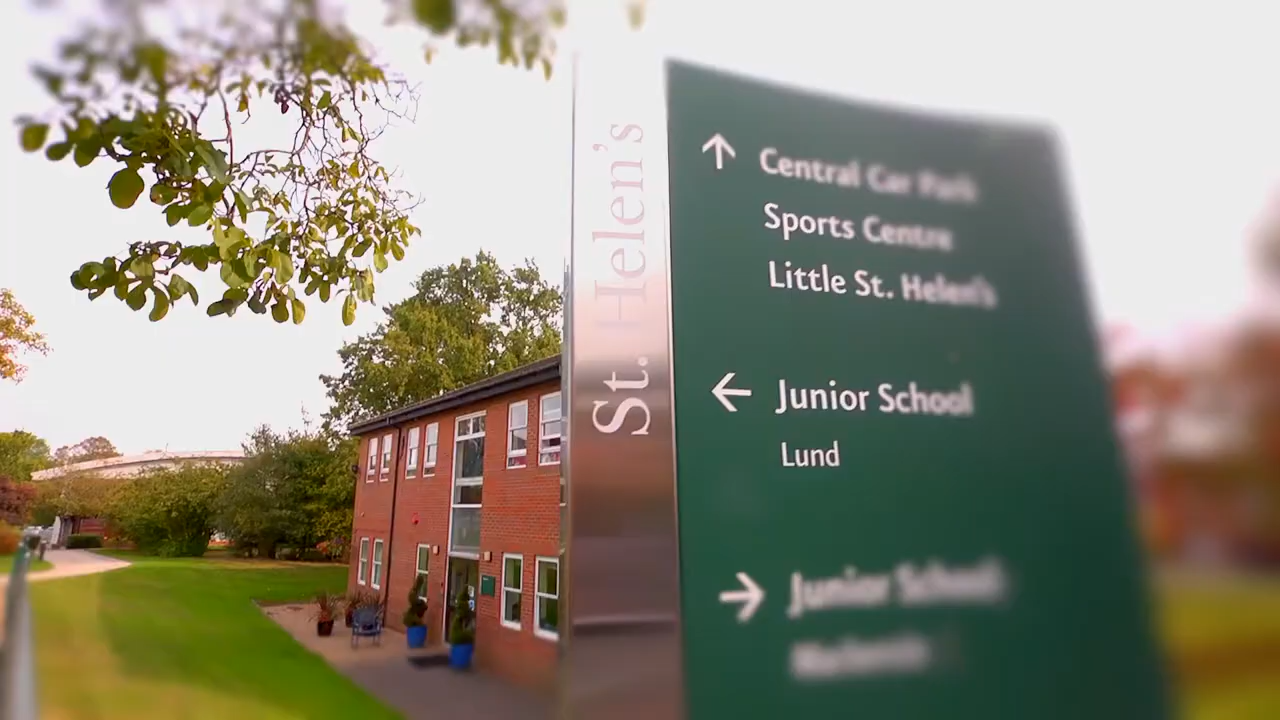 St. Helen's
Central Car Park
Sports Centre
Little St. Helen's
Junior School
Lund
Junior School